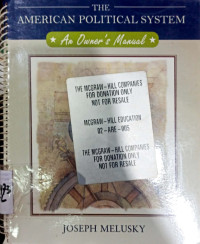 THE
AMERICAN POLITICAL SYSTEM
An Owner's Manual
THE MCGRAW-HILL COMPANIES
FOR DONATION ONLY
NOT FOR RESALE
MCGRAW-HILL EDUCATION
02-ARE-005
THE MCGRAW-HILL COMPANIES
FOR DONATION ONLY
NOT FOR RESALE
JOSEPH MELUSKY